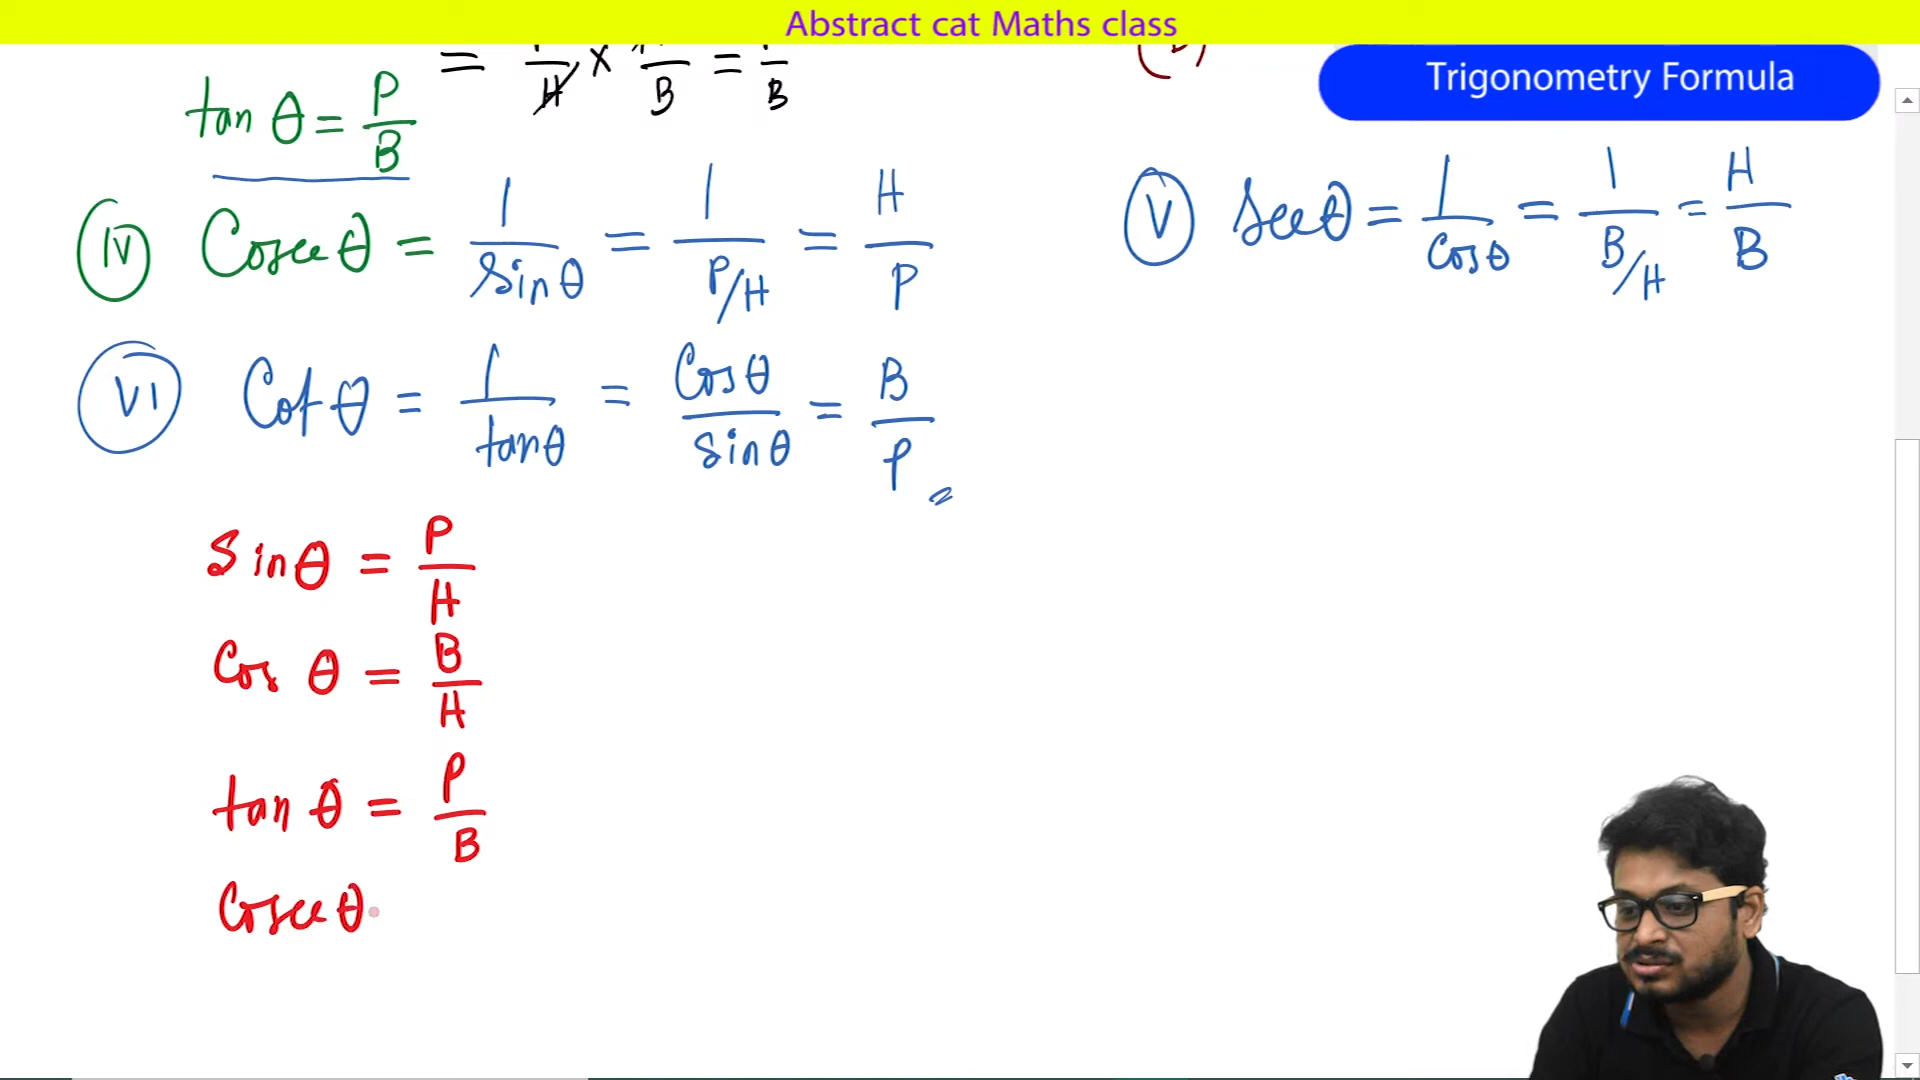 Abstract cat Maths class
Trigonometry Formula
= /H × /B = /B
tan θ = P/B
(IV) Cosec θ = 1/sin θ = 1/P/H = H/P
(V) Sec θ = 1/Cos θ = 1/B/H = H/B
(VI) Cot θ = 1/tan θ = Cos θ/sin θ = B/P
Sin θ = P/H
Cos θ = B/H
tan θ = P/B
Cosec θ